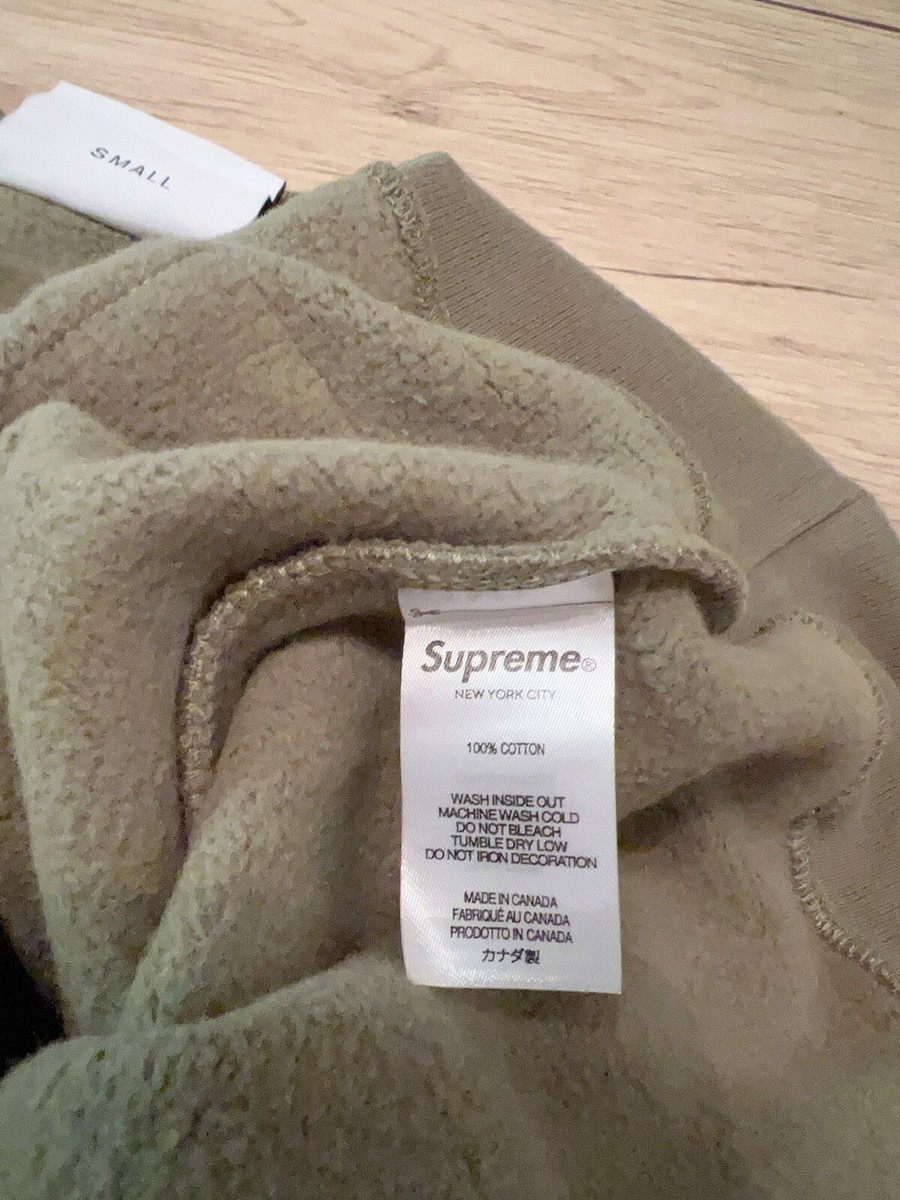 SMALL
Supreme®
NEW YORK CITY
100% COTTON
WASH INSIDE OUT
MACHINE WASH COLD
DO NOT BLEACH
TUMBLE DRY LOW
DO NOT IRON DECORATION
MADE IN CANADA
FABRIQUÉ AU CANADA
PRODOTTO IN CANADA
カナダ製